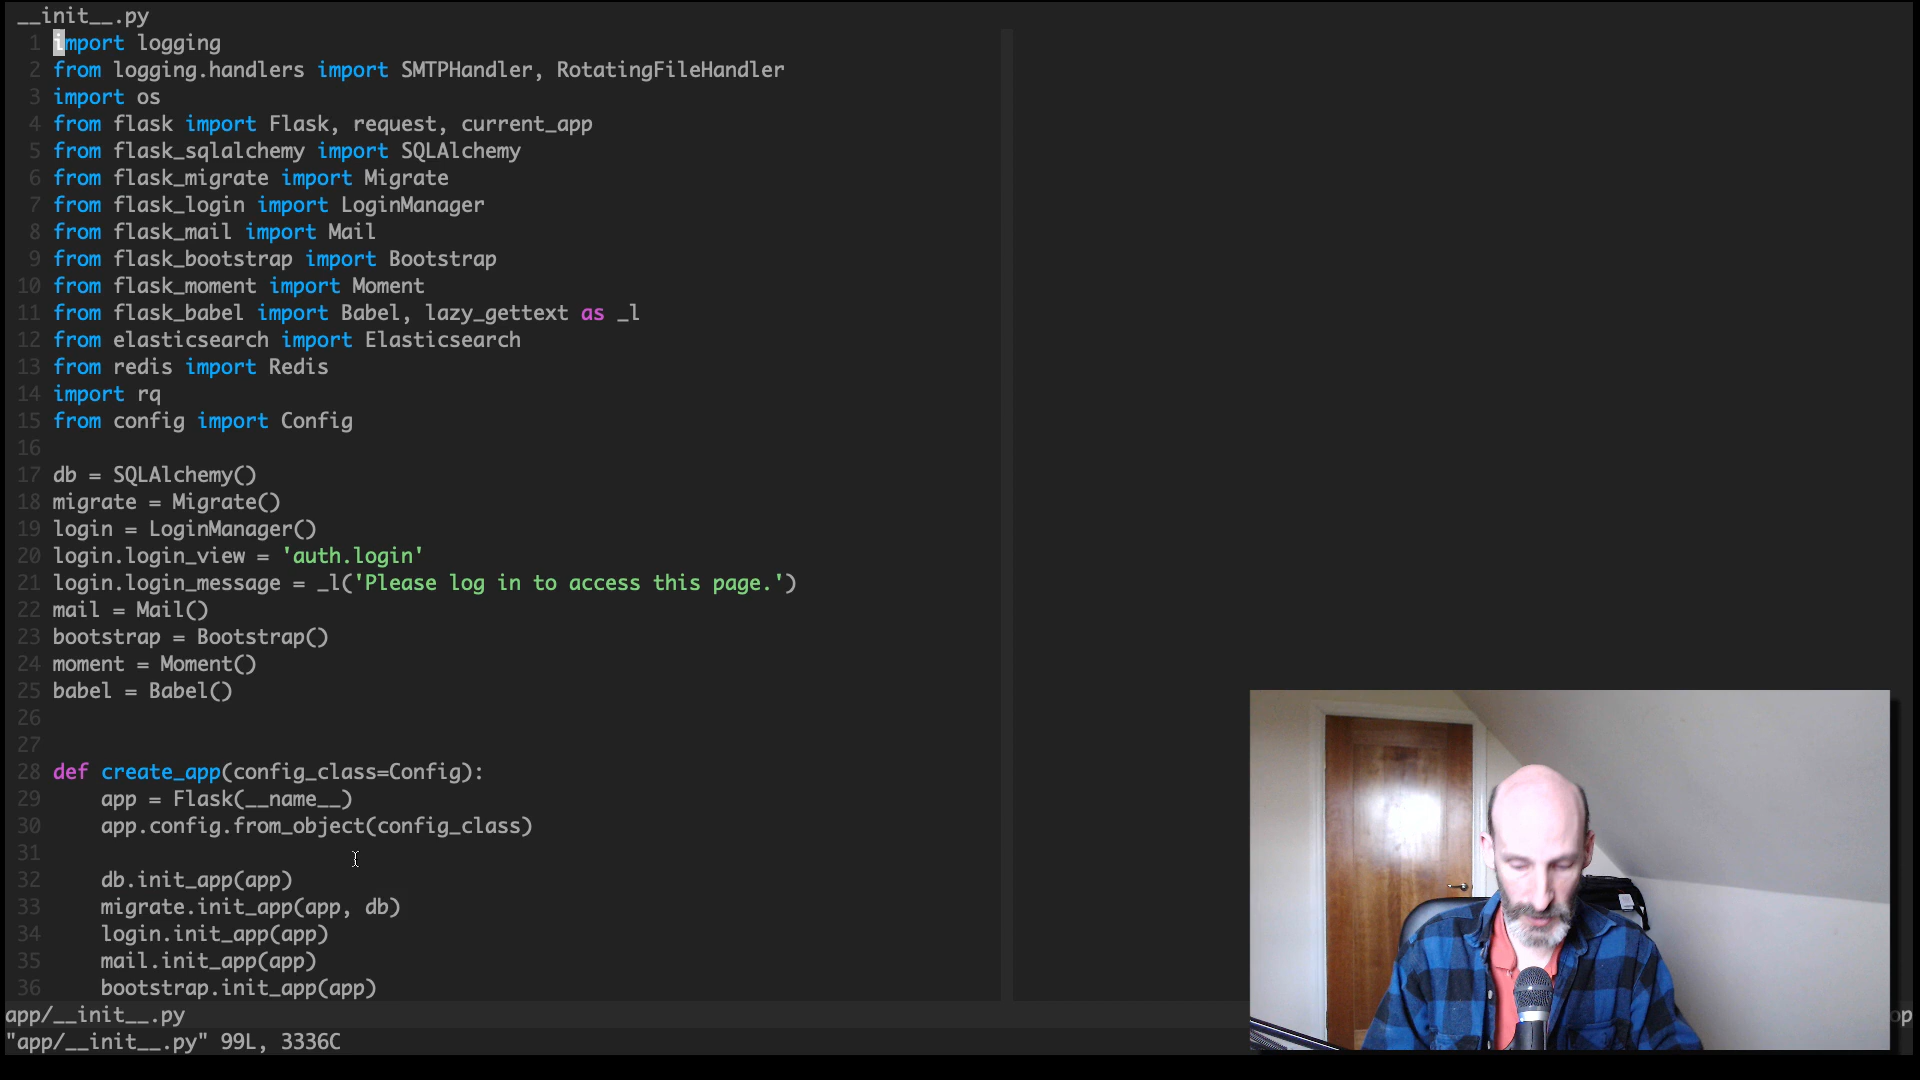 __init__.py
1 import logging
2 from logging.handlers import SMTPHandler, RotatingFileHandler
3 import os
4 from flask import Flask, request, current_app
5 from flask_sqlalchemy import SQLAlchemy
6 from flask_migrate import Migrate
7 from flask_login import LoginManager
8 from flask_mail import Mail
9 from flask_bootstrap import Bootstrap
10 from flask_moment import Moment
11 from flask_babel import Babel, lazy_gettext as _l
12 from elasticsearch import Elasticsearch
13 from redis import Redis
14 import rq
15 from config import Config
16
17 db = SQLAlchemy()
18 migrate = Migrate()
19 login = LoginManager()
20 login.login_view = 'auth.login'
21 login.login_message = _l('Please log in to access this page.')
22 mail = Mail()
23 bootstrap = Bootstrap()
24 moment = Moment()
25 babel = Babel()
26
27
28 def create_app(config_class=Config):
29     app = Flask(__name__)
30     app.config.from_object(config_class)
31
32     db.init_app(app)
33     migrate.init_app(app, db)
34     login.init_app(app)
35     mail.init_app(app)
36     bootstrap.init_app(app)
app/__init__.py op
"app/__init__.py" 99L, 3336C